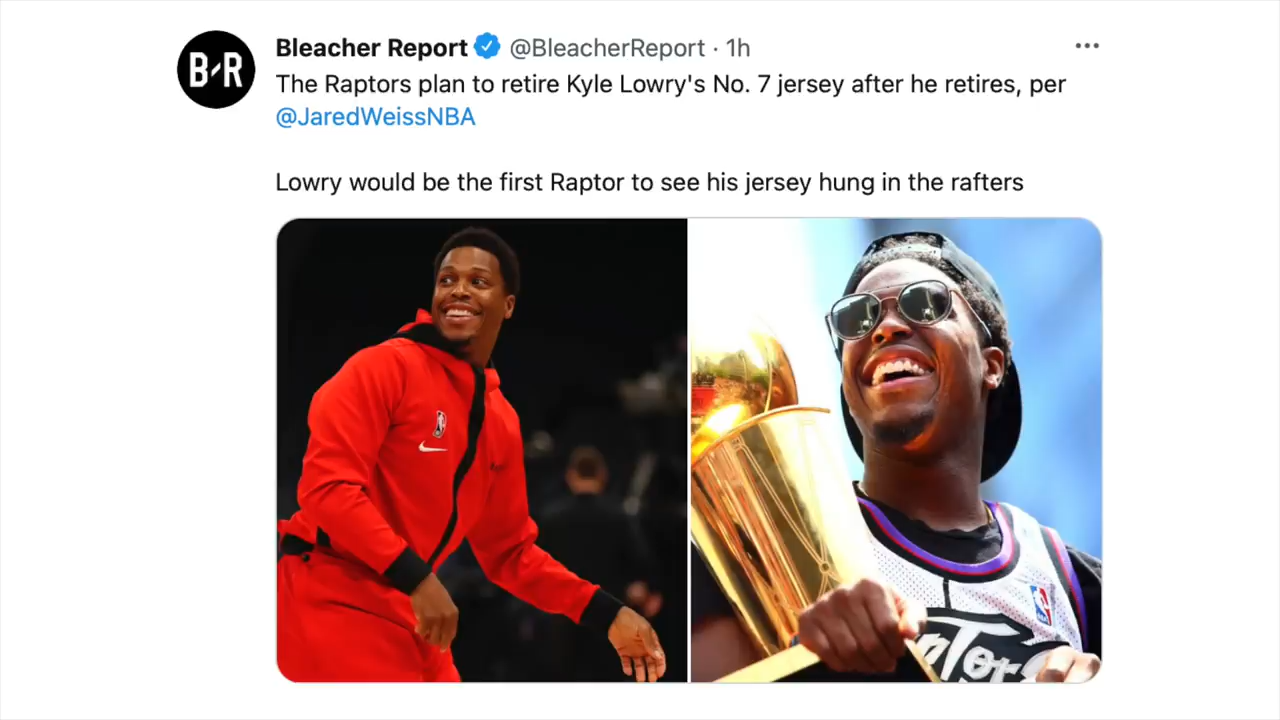 B/R
Bleacher Report @BleacherReport · 1h
The Raptors plan to retire Kyle Lowry's No. 7 jersey after he retires, per
@JaredWeissNBA
Lowry would be the first Raptor to see his jersey hung in the rafters